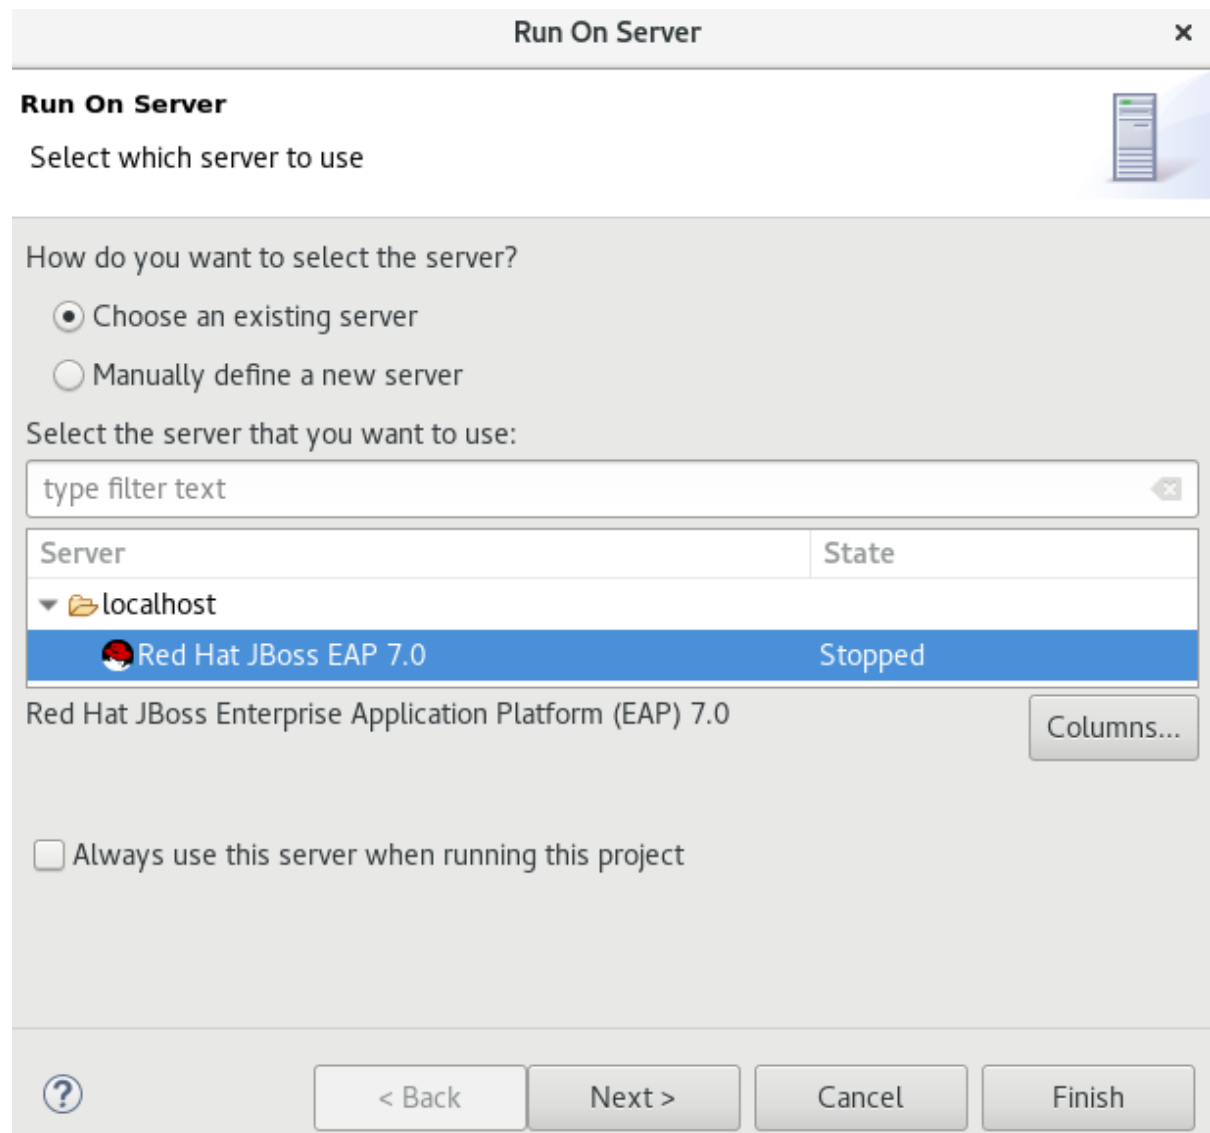 Run On Server
Run On Server
Select which server to use
How do you want to select the server?
Choose an existing server
Manually define a new server
Select the server that you want to use:
type filter text
Server State
localhost
Red Hat JBoss EAP 7.0 Stopped
Red Hat JBoss Enterprise Application Platform (EAP) 7.0
Columns...
Always use this server when running this project
? < Back Next > Cancel Finish